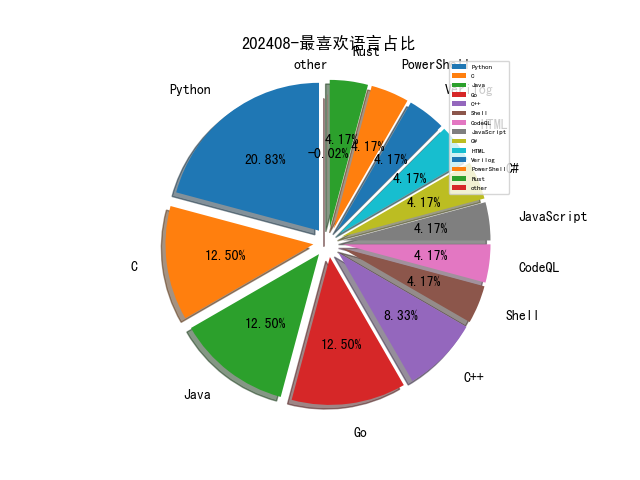 202408-最喜欢语言占比
Rust
other
PowerShell
Verilog
Python
HTML
C#
JavaScript
CodeQL
Shell
C++
Go
Java
C
20.83%
12.50%
12.50%
12.50%
8.33%
4.17%
4.17%
4.17%
4.17%
4.17%
4.17%
4.17%
4.17%
-0.02%
Python
C
Java
Go
C++
Shell
CodeQL
JavaScript
C#
HTML
Verilog
PowerShell
Rust
other